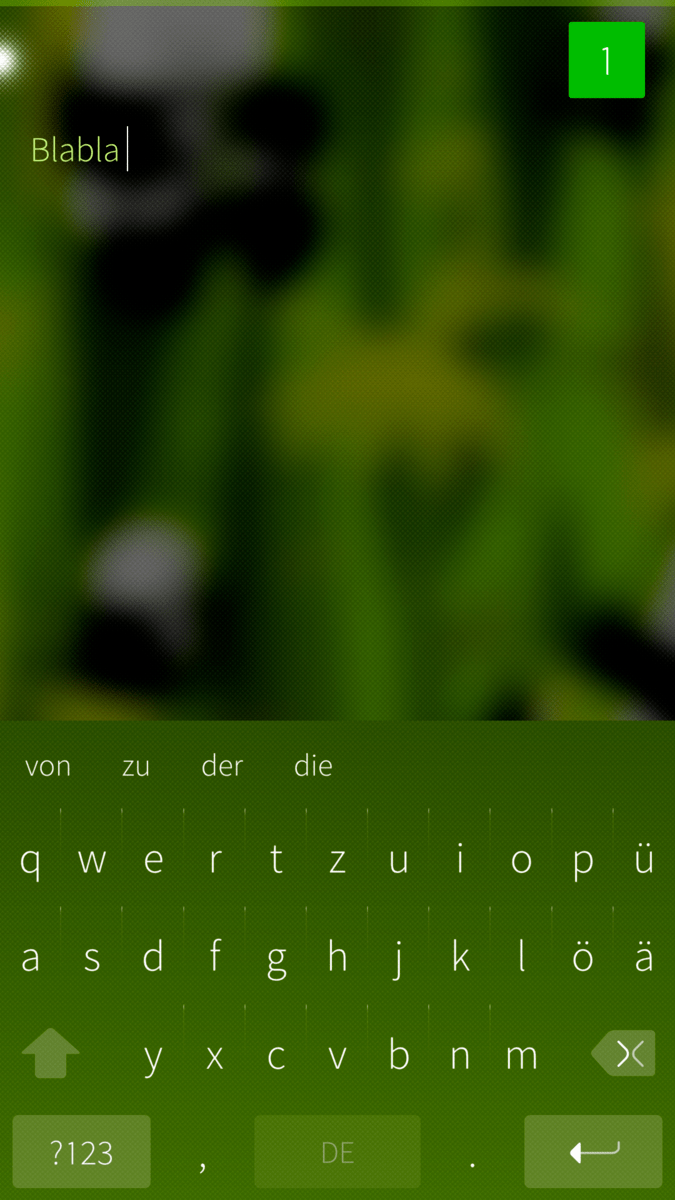 1
Blabla
von zu der die
q w e r t z u i o p ü
a s d f g h j k l ö ä
y x c v b n m
?123 , DE .